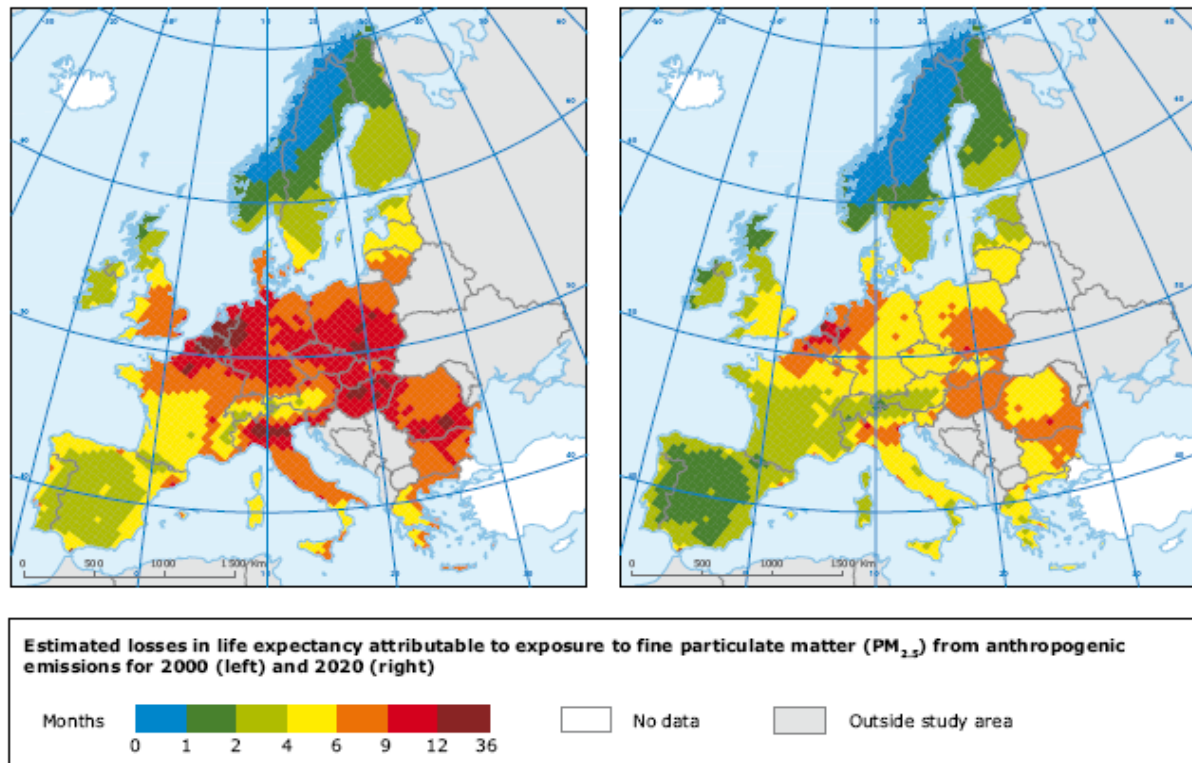 0 500 1000 1500 Km
0 500 1000 1500 Km
Estimated losses in life expectancy attributable to exposure to fine particulate matter (PM2.5) from anthropogenic
emissions for 2000 (left) and 2020 (right)
Months
No data
Outside study area
0 1 2 4 6 9 12 36